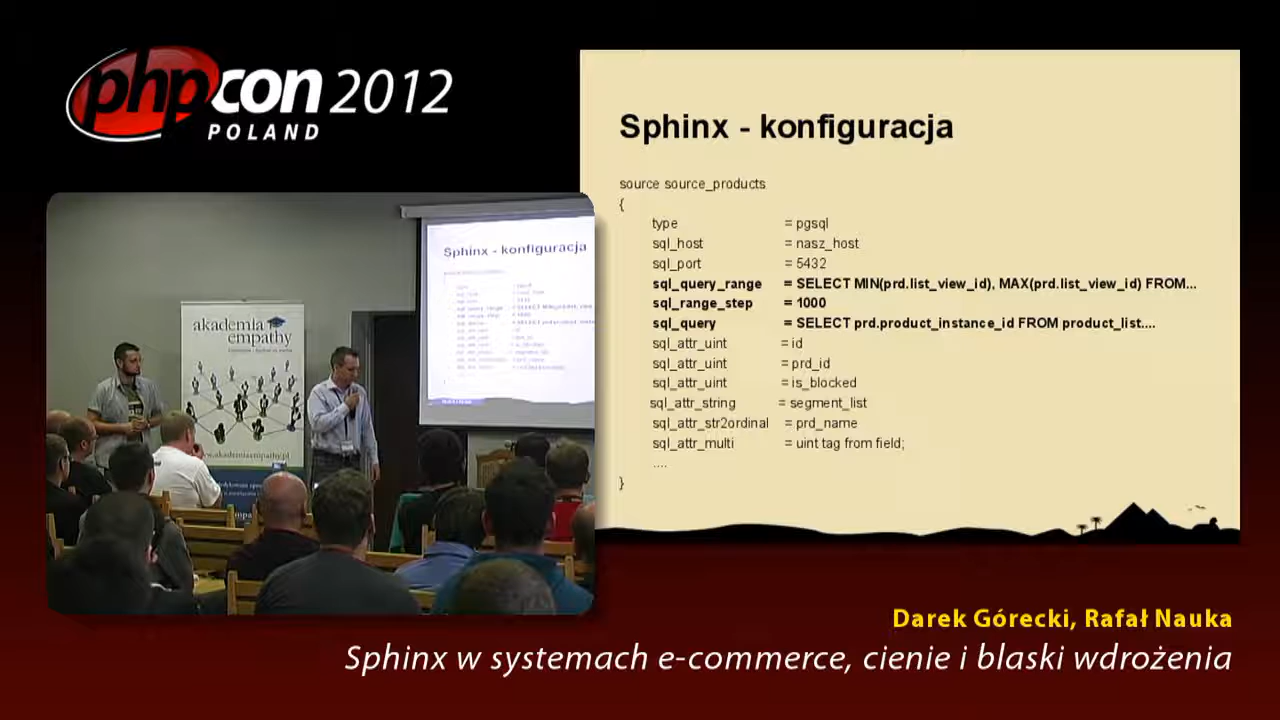 phpcon 2012
POLAND
Sphinx - konfiguracja
source source_products
{
type = pgsql
sql_host = nasz_host
sql_port = 5432
sql_query_range = SELECT MIN(prd.list_view_id), MAX(prd.list_view_id) FROM...
sql_range_step = 1000
sql_query = SELECT prd.product_instance_id FROM product_list....
sql_attr_uint = id
sql_attr_uint = prd_id
sql_attr_uint = is_blocked
sql_attr_string = segment_list
sql_attr_str2ordinal = prd_name
sql_attr_multi = uint tag from field;
....
}
Sphinx - konfiguracja
akademia
empathy
www.akademiaempathy.pl
Darek Górecki, Rafał Nauka
Sphinx w systemach e-commerce, cienie i blaski wdrożenia